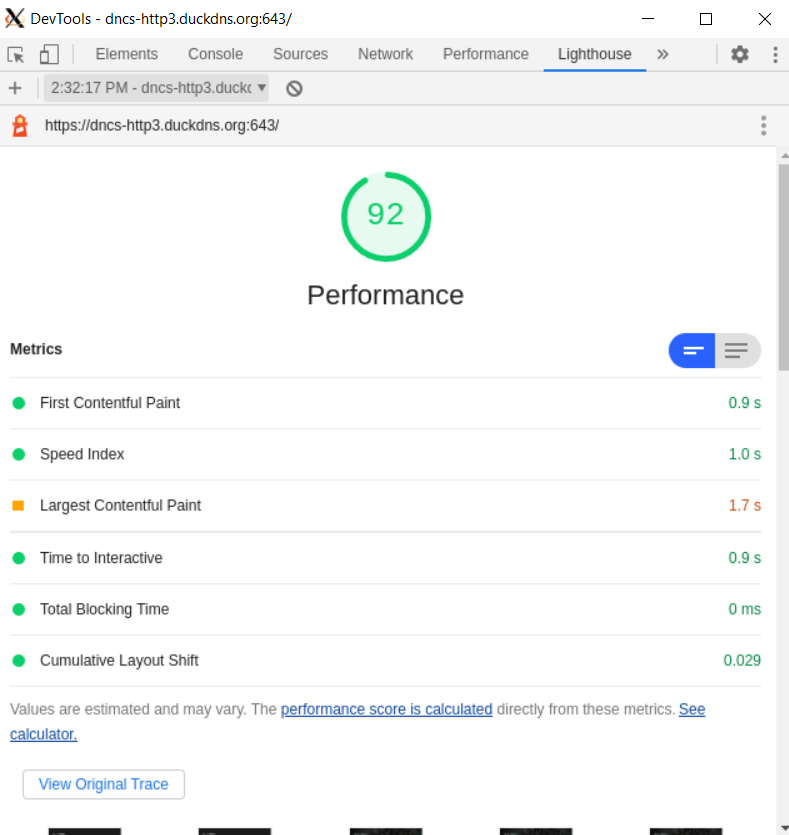 DevTools - dncs-http3.duckdns.org:643/
Elements Console Sources Network Performance Lighthouse »
+ 2:32:17 PM - dncs-http3.duckc
https://dncs-http3.duckdns.org:643/
92
Performance
Metrics
First Contentful Paint 0.9 s
Speed Index 1.0 s
Largest Contentful Paint 1.7 s
Time to Interactive 0.9 s
Total Blocking Time 0 ms
Cumulative Layout Shift 0.029
Values are estimated and may vary. The performance score is calculated directly from these metrics. See
calculator.
View Original Trace